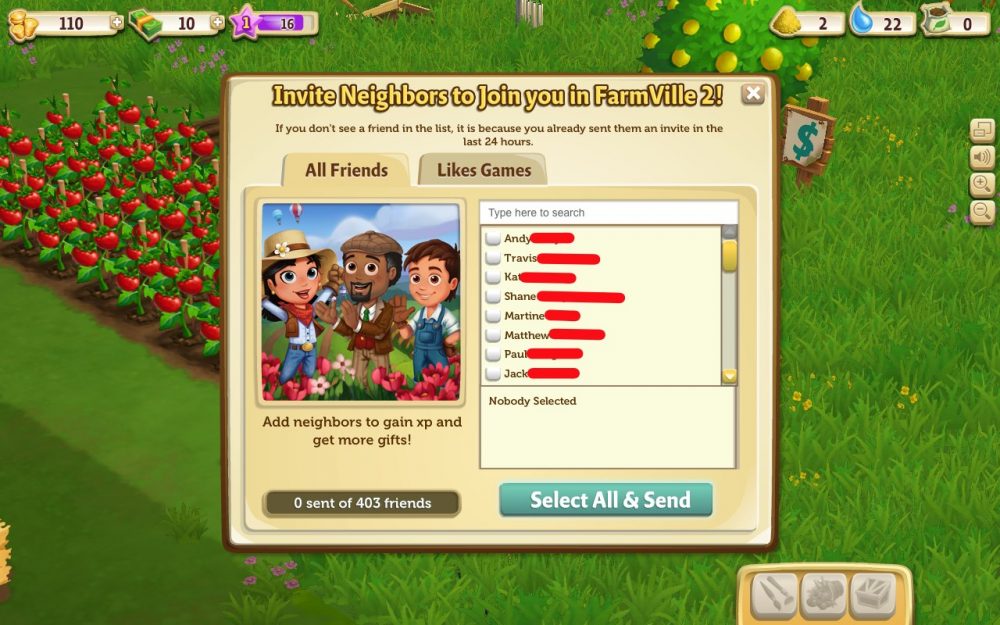 110
10
1
16
2
22
0
Invite Neighbors to Join you in FarmVille 2!
If you don't see a friend in the list, it is because you already sent them an invite in the
last 24 hours.
All Friends
Likes Games
Type here to search
Andy
Travis
Kat
Shane
Martine
Matthew
Paul
Jack
Nobody Selected
Add neighbors to gain xp and
get more gifts!
0 sent of 403 friends
Select All & Send
$